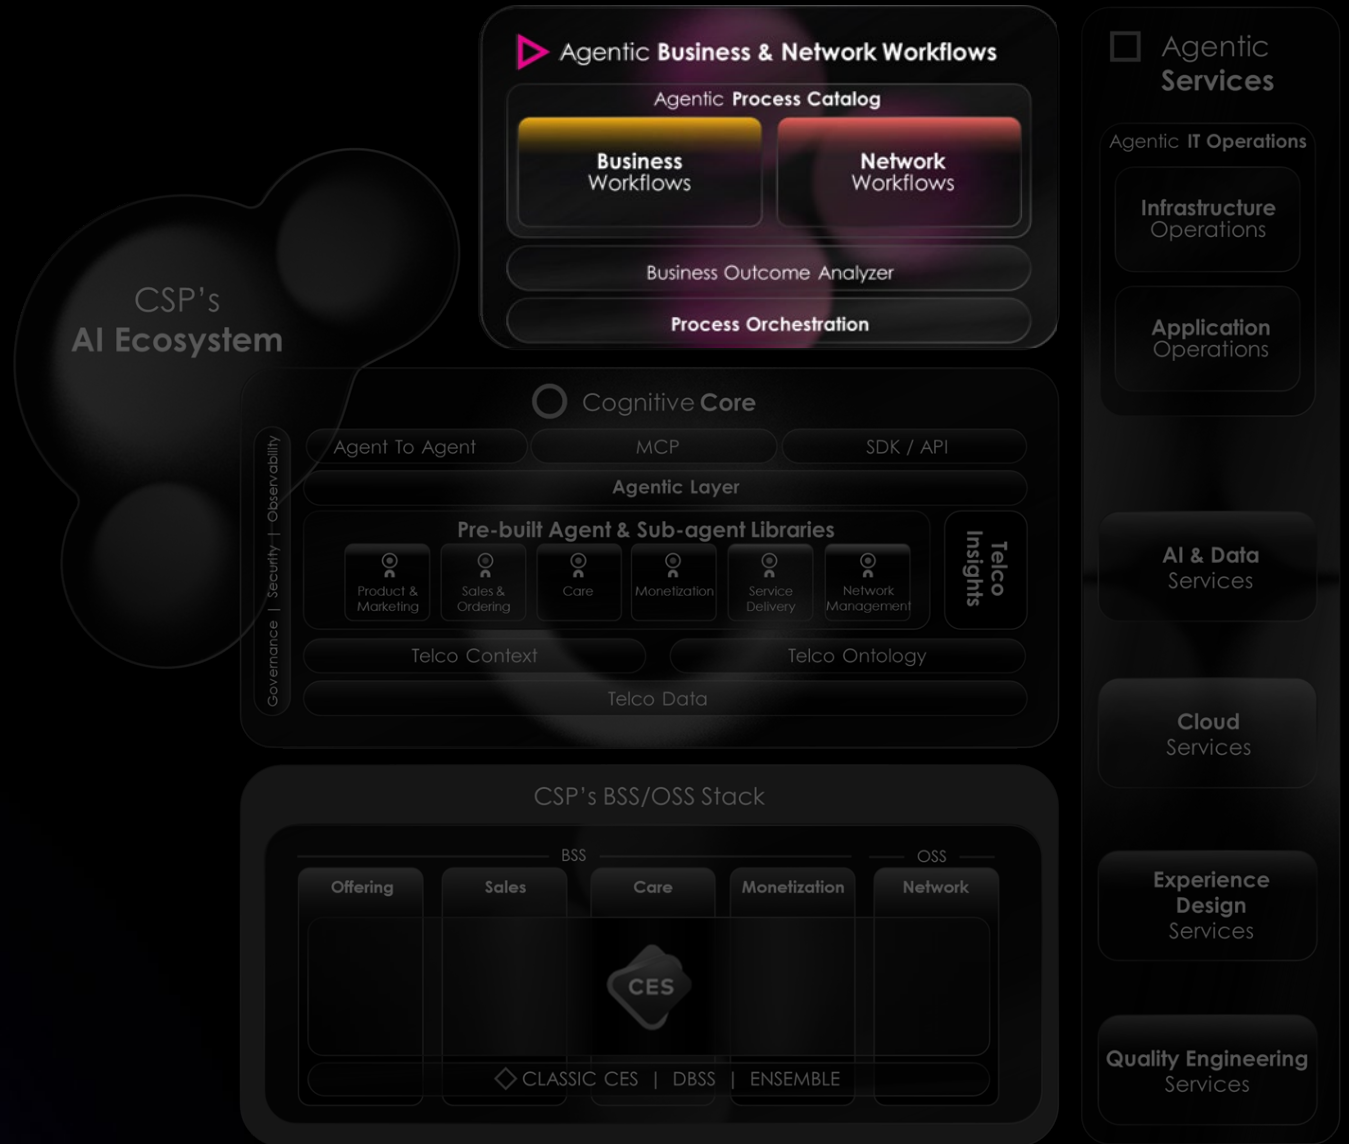 Agentic Business & Network Workflows
Agentic Process Catalog
Business
Workflows
Network
Workflows
Business Outcome Analyzer
Process Orchestration
CSP's
AI Ecosystem
Cognitive Core
Governance | Security | Observability
Agent To Agent
MCP
SDK / API
Agentic Layer
Pre-built Agent & Sub-agent Libraries
Product &
Marketing
Sales &
Ordering
Care
Monetization
Service
Delivery
Network
Management
Telco
Insights
Telco Context
Telco Ontology
Telco Data
CSP's BSS/OSS Stack
BSS
OSS
Offering
Sales
Care
Monetization
Network
CES
CLASSIC CES | DBSS | ENSEMBLE
Agentic
Services
Agentic IT Operations
Infrastructure
Operations
Application
Operations
AI & Data
Services
Cloud
Services
Experience
Design
Services
Quality Engineering
Services